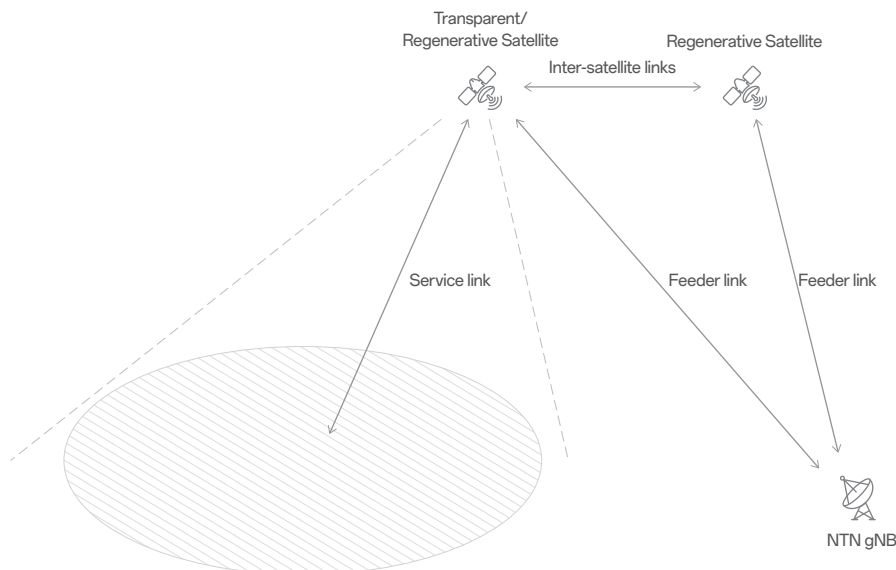 Transparent/
Regenerative Satellite
Regenerative Satellite
Inter-satellite links
Service link
Feeder link
Feeder link
NTN gNB